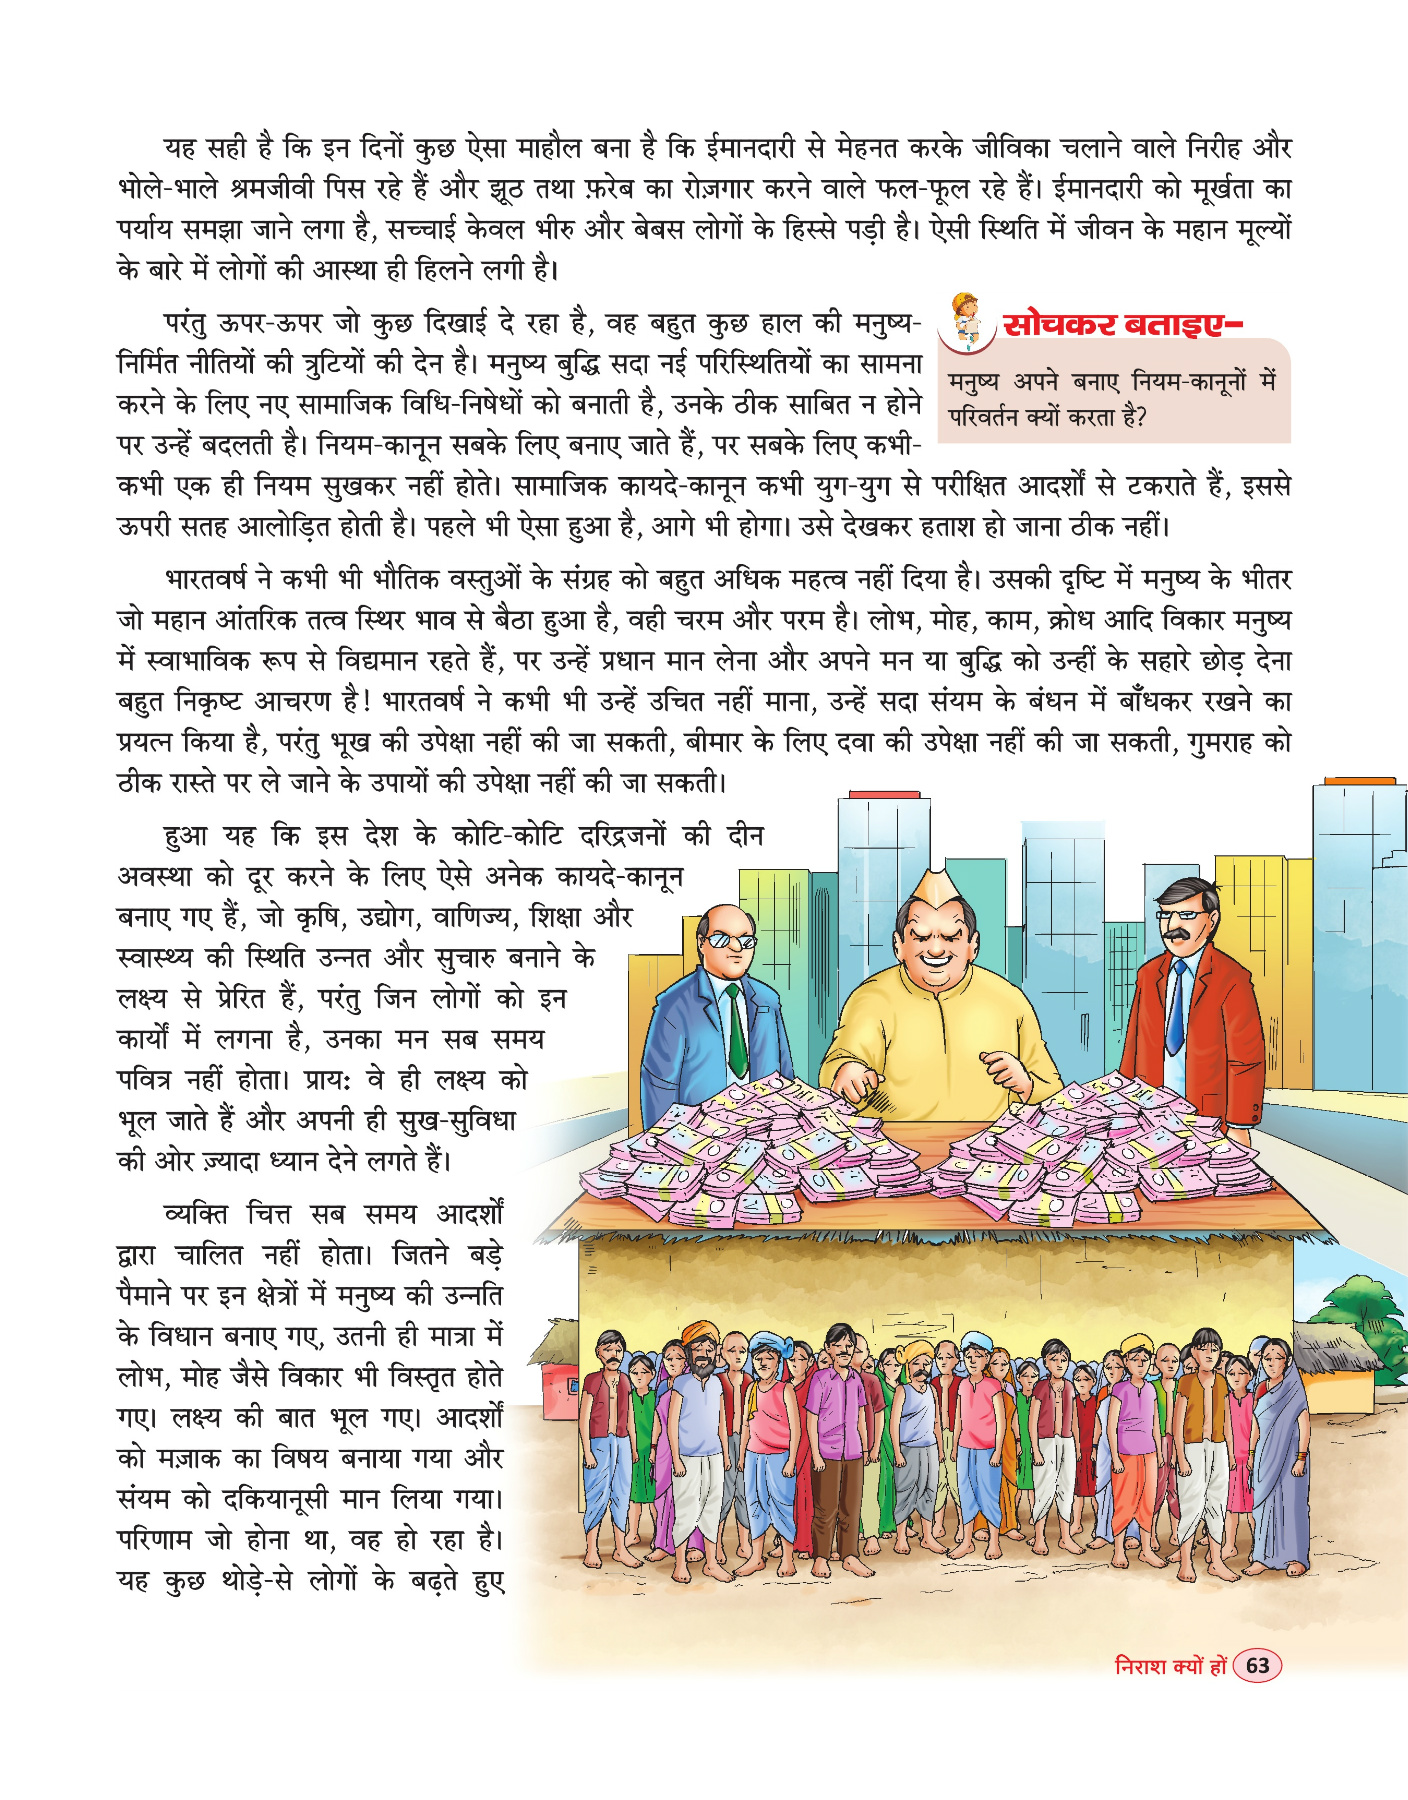 यह सही है कि इन दिनों कुछ ऐसा माहौल बना है कि ईमानदारी से मेहनत करके जीविका चलाने वाले निरीह और
भोले-भाले श्रमजीवी पिस रहे हैं और झूठ तथा फ़रेब का रोज़गार करने वाले फल-फूल रहे हैं। ईमानदारी को मूर्खता का
पर्याय समझा जाने लगा है, सच्चाई केवल भीरु और बेबस लोगों के हिस्से पड़ी है। ऐसी स्थिति में जीवन के महान मूल्यों
के बारे में लोगों की आस्था ही हिलने लगी है।
परंतु ऊपर-ऊपर जो कुछ दिखाई दे रहा है, वह बहुत कुछ हाल की मनुष्य-
निर्मित नीतियों की त्रुटियों की देन है। मनुष्य बुद्धि सदा नई परिस्थितियों का सामना
करने के लिए नए सामाजिक विधि-निषेधों को बनाती है, उनके ठीक साबित न होने
पर उन्हें बदलती है। नियम-कानून सबके लिए बनाए जाते हैं, पर सबके लिए कभी-
कभी एक ही नियम सुखकर नहीं होते। सामाजिक कायदे-कानून कभी युग-युग से परीक्षित आदर्शों से टकराते हैं, इससे
ऊपरी सतह आलोड़ित होती है। पहले भी ऐसा हुआ है, आगे भी होगा। उसे देखकर हताश हो जाना ठीक नहीं।
सोचकर बताइए–
मनुष्य अपने बनाए नियम-कानूनों में
परिवर्तन क्यों करता है?
भारतवर्ष ने कभी भी भौतिक वस्तुओं के संग्रह को बहुत अधिक महत्व नहीं दिया है। उसकी दृष्टि में मनुष्य के भीतर
जो महान आंतरिक तत्व स्थिर भाव से बैठा हुआ है, वही चरम और परम है। लोभ, मोह, काम, क्रोध आदि विकार मनुष्य
में स्वाभाविक रूप से विद्यमान रहते हैं, पर उन्हें प्रधान मान लेना और अपने मन या बुद्धि को उन्हीं के सहारे छोड़ देना
बहुत निकृष्ट आचरण है! भारतवर्ष ने कभी भी उन्हें उचित नहीं माना, उन्हें सदा संयम के बंधन में बाँधकर रखने का
प्रयत्न किया है, परंतु भूख की उपेक्षा नहीं की जा सकती, बीमार के लिए दवा की उपेक्षा नहीं की जा सकती, गुमराह को
ठीक रास्ते पर ले जाने के उपायों की उपेक्षा नहीं की जा सकती।
हुआ यह कि इस देश के कोटि-कोटि दरिद्रजनों की दीन
अवस्था को दूर करने के लिए ऐसे अनेक कायदे-कानून
बनाए गए हैं, जो कृषि, उद्योग, वाणिज्य, शिक्षा और
स्वास्थ्य की स्थिति उन्नत और सुचारु बनाने के
लक्ष्य से प्रेरित हैं, परंतु जिन लोगों को इन
कार्यों में लगना है, उनका मन सब समय
पवित्र नहीं होता। प्राय: वे ही लक्ष्य को
भूल जाते हैं और अपनी ही सुख-सुविधा
की ओर ज़्यादा ध्यान देने लगते हैं।
व्यक्ति चित्त सब समय आदर्शों
द्वारा चालित नहीं होता। जितने बड़े
पैमाने पर इन क्षेत्रों में मनुष्य की उन्नति
के विधान बनाए गए, उतनी ही मात्रा में
लोभ, मोह जैसे विकार भी विस्तृत होते
गए। लक्ष्य की बात भूल गए। आदर्शों
को मज़ाक का विषय बनाया गया और
संयम को दकियानूसी मान लिया गया।
परिणाम जो होना था, वह हो रहा है।
यह कुछ थोड़े-से लोगों के बढ़ते हुए
निराश क्यों हों 63